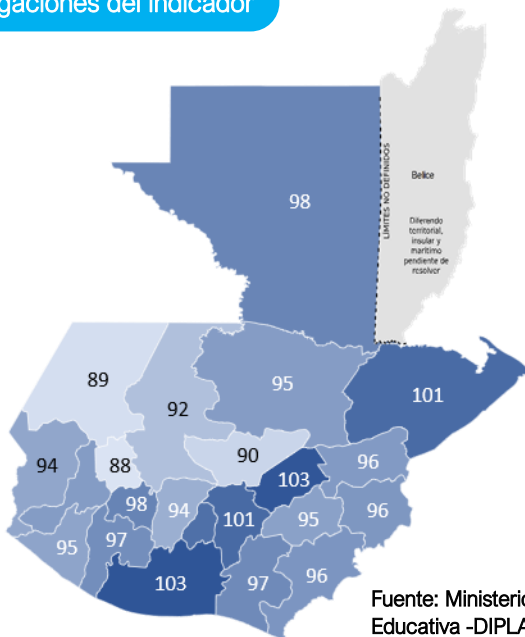 gaciones del indicador
98
LÍMITES NO DEFINIDOS
Belice
Diferendo
territorial,
insular y
marítimo
pendiente de
resolver
89
92
95
101
94
88
90
103
96
98
94
101
95
96
95
97
103
97
96
Fuente: Ministerio
Educativa -DIPLA